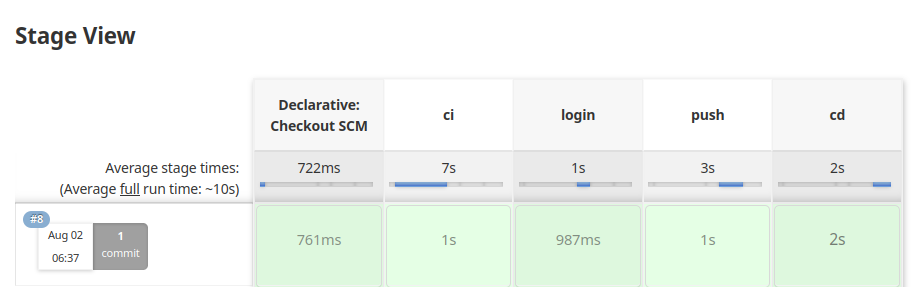 Stage View
Declarative:
Checkout SCM
ci
login
push
cd
Average stage times:
(Average full run time: ~10s)
722ms
7s
1s
3s
2s
#8
Aug 02
06:37
1
commit
761ms
1s
987ms
1s
2s